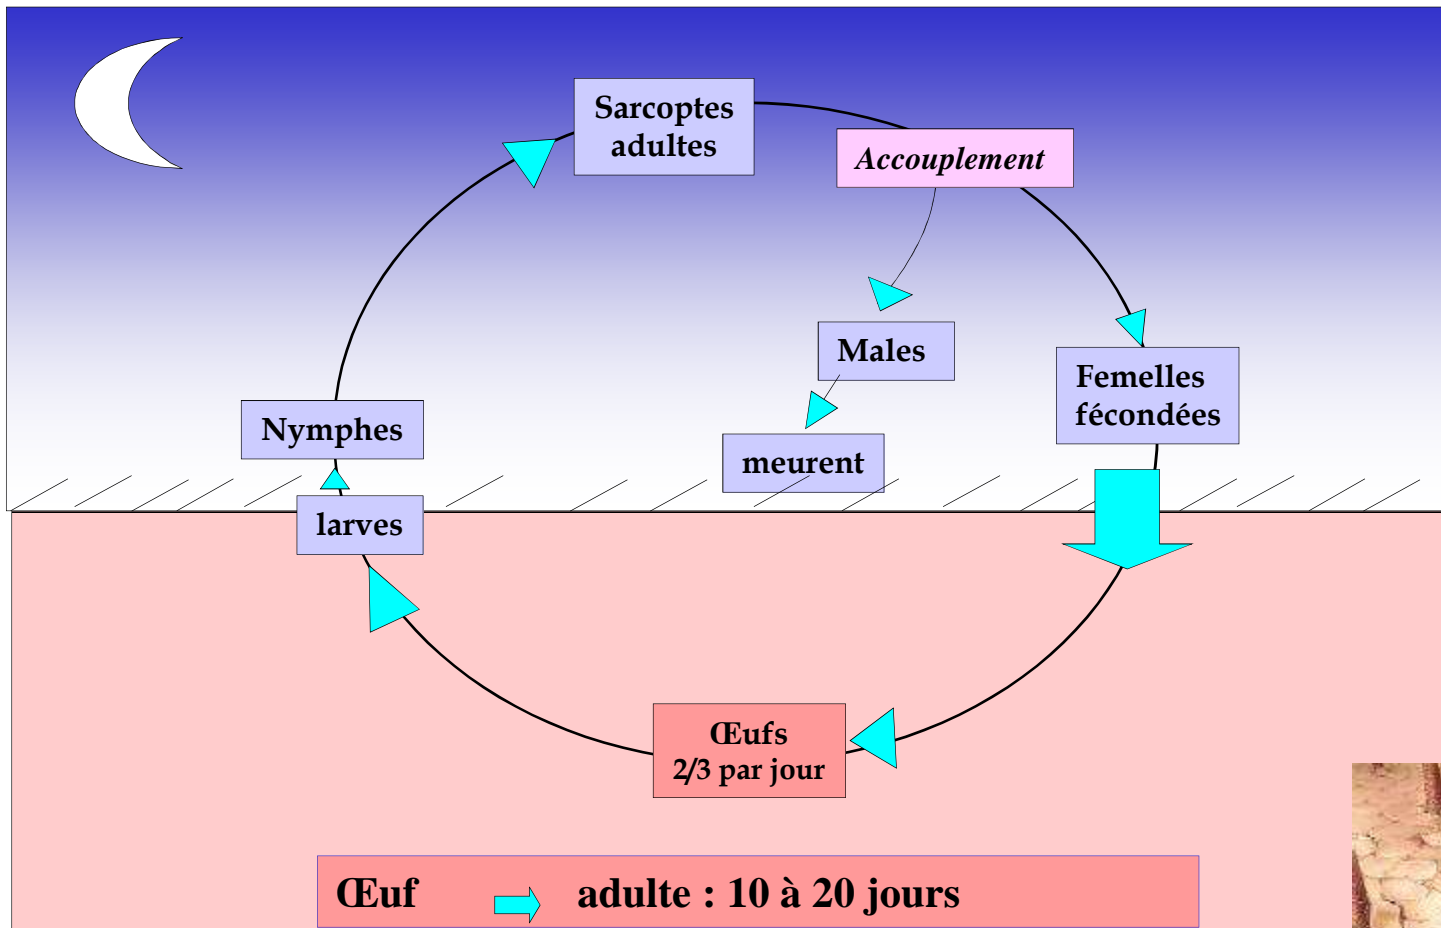 Sarcoptes
adultes
Accouplement
Males
meurent
Femelles
fécondées
Nymphes
larves
Œufs
2/3 par jour
Œuf adulte : 10 à 20 jours